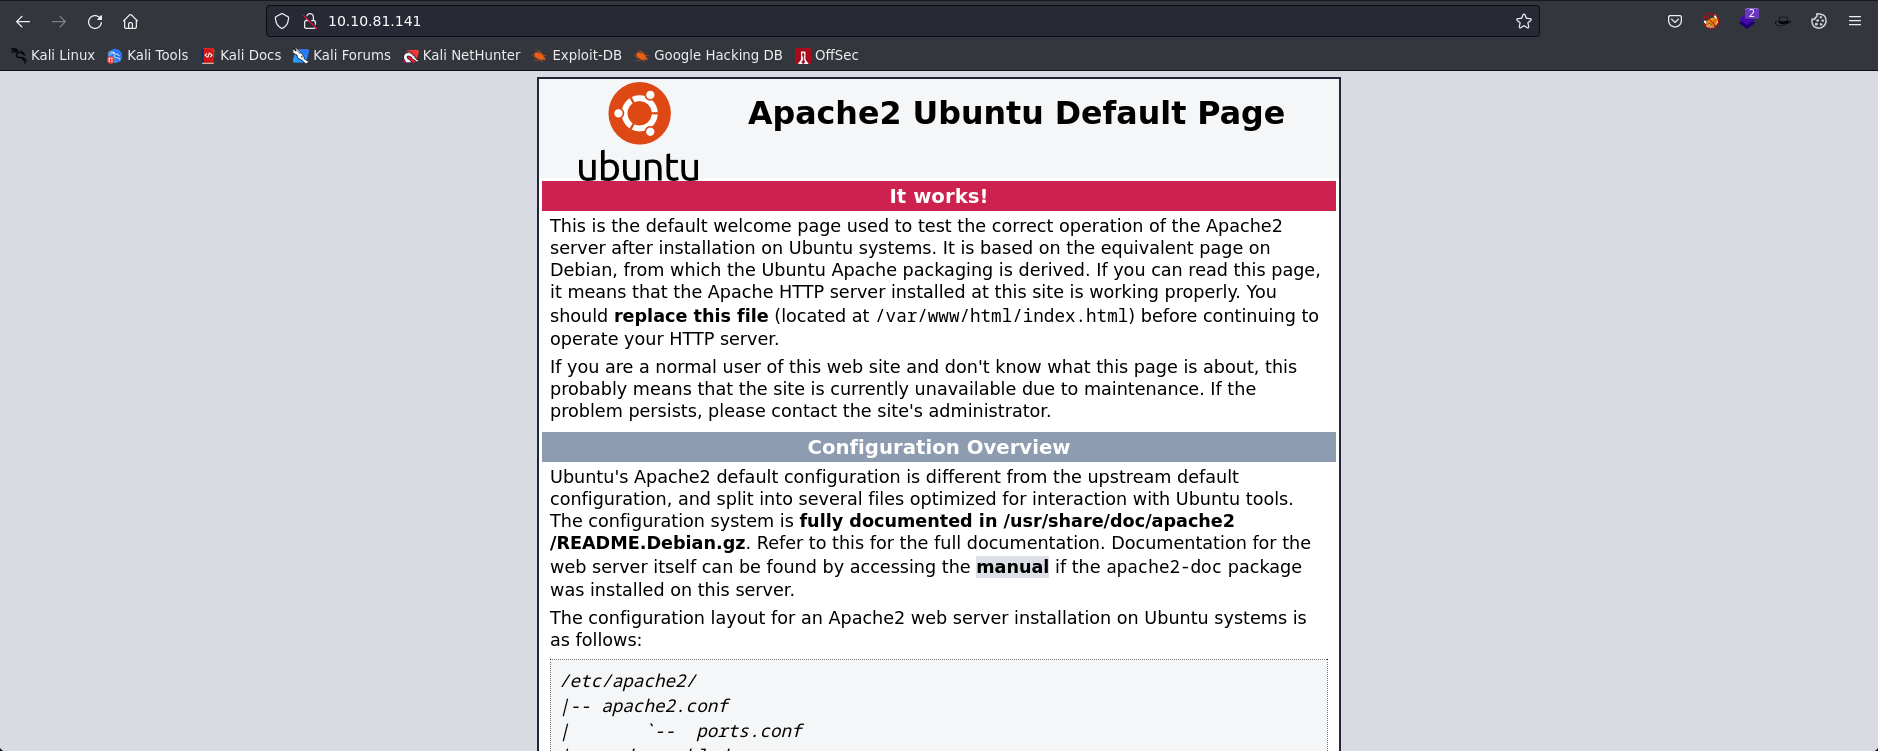 10.10.81.141
2
Kali Linux Kali Tools Kali Docs Kali Forums Kali NetHunter Exploit-DB Google Hacking DB OffSec
ubuntu
Apache2 Ubuntu Default Page
It works!
This is the default welcome page used to test the correct operation of the Apache2
server after installation on Ubuntu systems. It is based on the equivalent page on
Debian, from which the Ubuntu Apache packaging is derived. If you can read this page,
it means that the Apache HTTP server installed at this site is working properly. You
should replace this file (located at /var/www/html/index.html) before continuing to
operate your HTTP server.
If you are a normal user of this web site and don't know what this page is about, this
probably means that the site is currently unavailable due to maintenance. If the
problem persists, please contact the site's administrator.
Configuration Overview
Ubuntu's Apache2 default configuration is different from the upstream default
configuration, and split into several files optimized for interaction with Ubuntu tools.
The configuration system is fully documented in /usr/share/doc/apache2
/README.Debian.gz. Refer to this for the full documentation. Documentation for the
web server itself can be found by accessing the manual if the apache2-doc package
was installed on this server.
The configuration layout for an Apache2 web server installation on Ubuntu systems is
as follows:
/etc/apache2/
|-- apache2.conf
|       `--  ports.conf